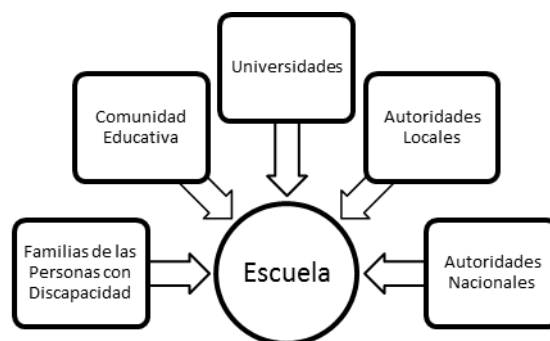 Universidades
Comunidad
Educativa
Autoridades
Locales
Familias de las
Personas con
Discapacidad
Escuela
Autoridades
Nacionales